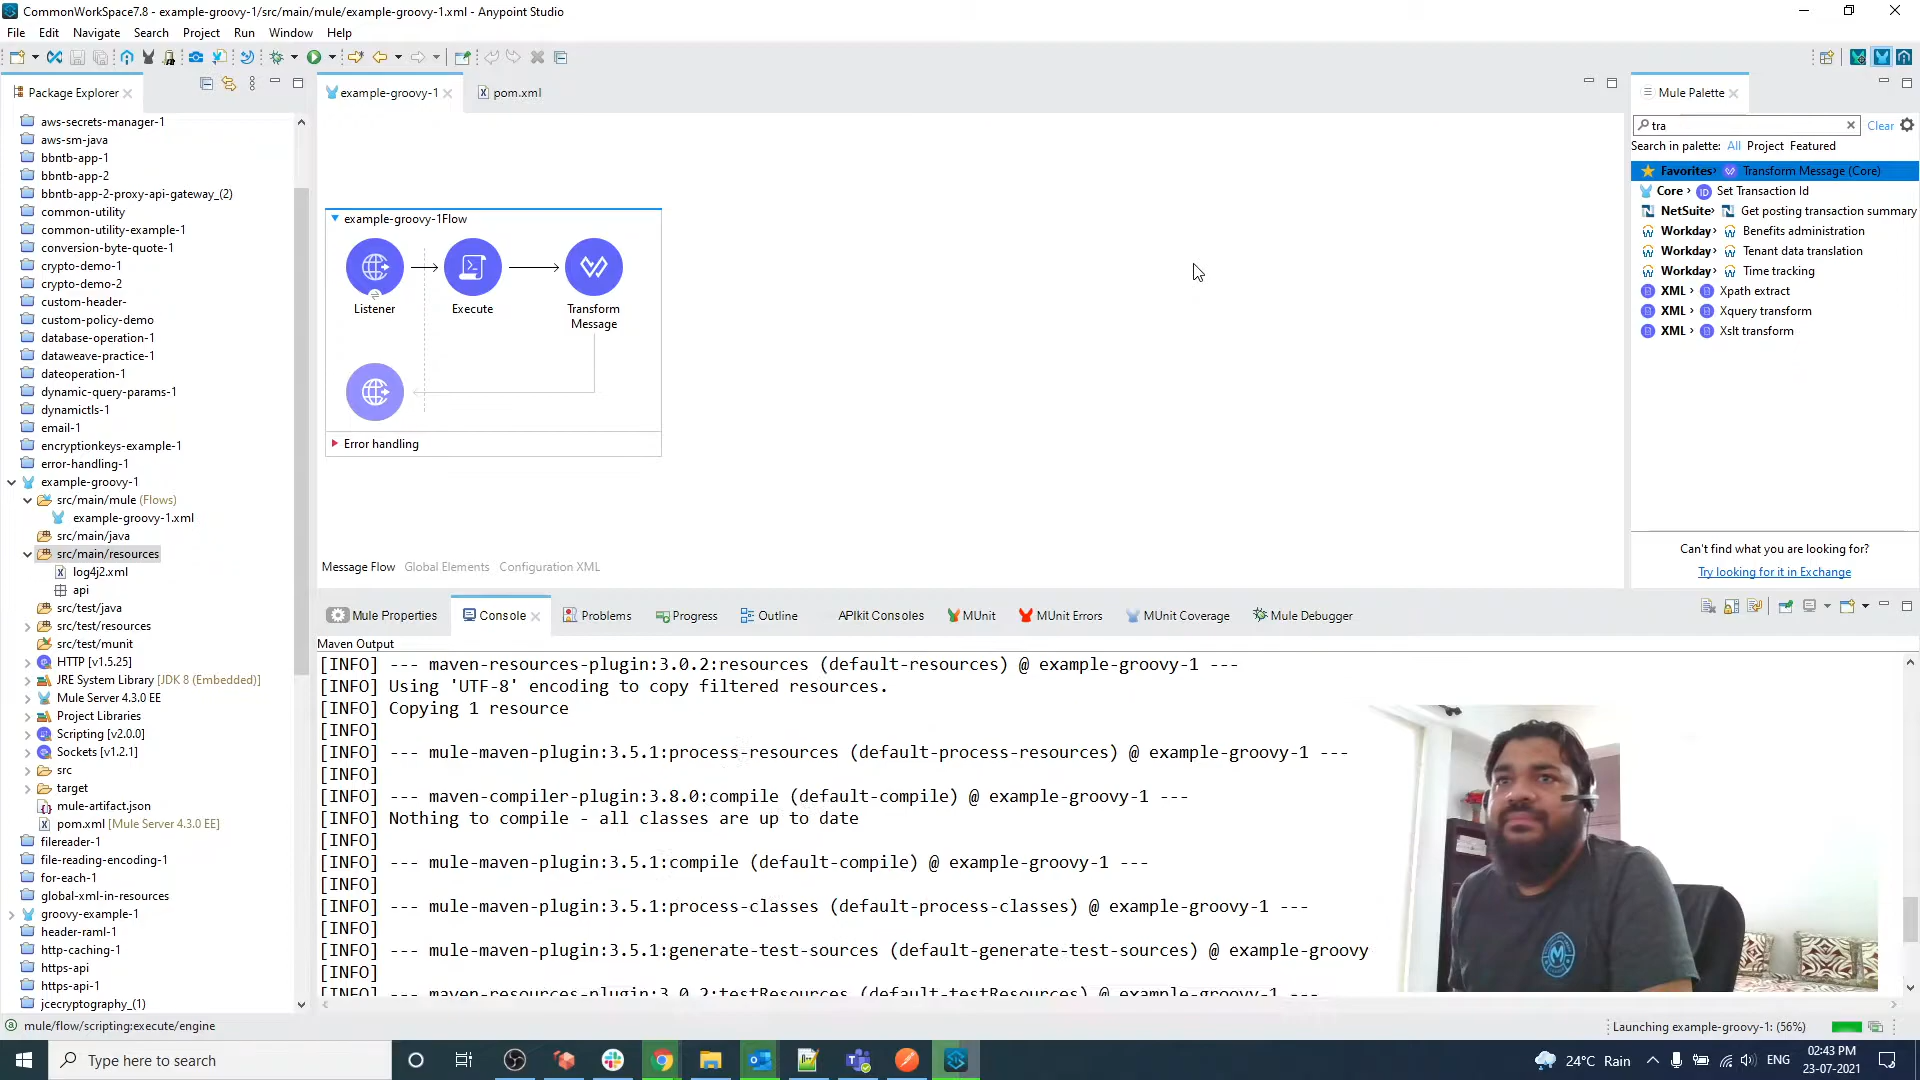 CommonWorkSpace7.8 - example-groovy-1/src/main/mule/example-groovy-1.xml - Anypoint Studio
File Edit Navigate Search Project Run Window Help
Package Explorer
aws-secrets-manager-1
aws-sm-java
bbntb-app-1
bbntb-app-2
bbntb-app-2-proxy-api-gateway_(2)
common-utility
common-utility-example-1
conversion-byte-quote-1
crypto-demo-1
crypto-demo-2
custom-header-
custom-policy-demo
database-operation-1
dataweave-practice-1
dateoperation-1
dynamic-query-params-1
dynamictls-1
email-1
encryptionkeys-example-1
error-handling-1
example-groovy-1
src/main/mule (Flows)
example-groovy-1.xml
src/main/java
src/main/resources
log4j2.xml
api
src/test/java
src/test/resources
src/test/munit
HTTP [v1.5.25]
JRE System Library [JDK 8 (Embedded)]
Mule Server 4.3.0 EE
Project Libraries
Scripting [v2.0.0]
Sockets [v1.2.1]
src
target
mule-artifact.json
pom.xml [Mule Server 4.3.0 EE]
filereader-1
file-reading-encoding-1
for-each-1
global-xml-in-resources
groovy-example-1
header-raml-1
http-caching-1
https-api
https-api-1
jcecryptography_(1)
example-groovy-1 pom.xml
example-groovy-1Flow
Listener Execute Transform
Message
Error handling
Message Flow Global Elements Configuration XML
Mule Palette
tra
Clear
Search in palette: All Project Featured
Favorites› Transform Message (Core)
Core › Set Transaction Id
NetSuite› Get posting transaction summary
Workday› Benefits administration
Workday› Tenant data translation
Workday› Time tracking
XML › Xpath extract
XML › Xquery transform
XML › Xslt transform
Can't find what you are looking for?
Try looking for it in Exchange
Mule Properties Console Problems Progress Outline APIkit Consoles MUnit MUnit Errors MUnit Coverage Mule Debugger
Maven Output
[INFO] --- maven-resources-plugin:3.0.2:resources (default-resources) @ example-groovy-1 ---
[INFO] Using 'UTF-8' encoding to copy filtered resources.
[INFO] Copying 1 resource
[INFO]
[INFO] --- mule-maven-plugin:3.5.1:process-resources (default-process-resources) @ example-groovy-1 ---
[INFO]
[INFO] --- maven-compiler-plugin:3.8.0:compile (default-compile) @ example-groovy-1 ---
[INFO] Nothing to compile - all classes are up to date
[INFO]
[INFO] --- mule-maven-plugin:3.5.1:compile (default-compile) @ example-groovy-1 ---
[INFO]
[INFO] --- mule-maven-plugin:3.5.1:process-classes (default-process-classes) @ example-groovy-1 ---
[INFO]
[INFO] --- mule-maven-plugin:3.5.1:generate-test-sources (default-generate-test-sources) @ example-groovy
[INFO]
[INFO] --- maven-resources-plugin:3.0.2:testResources (default-testResources) @ example-groovy-1 ---
mule/flow/scripting:execute/engine
Launching example-groovy-1: (56%)
Type here to search
24°C Rain
ENG
02:43 PM
23-07-2021